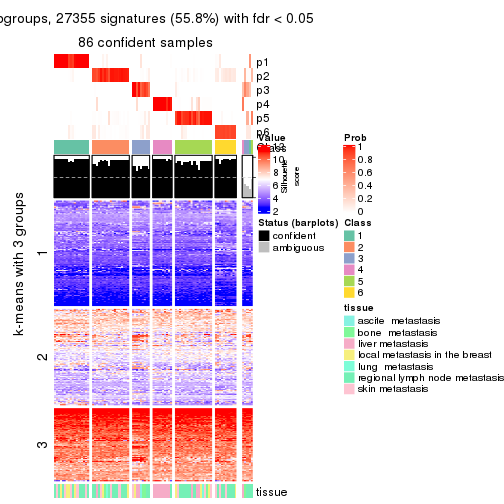 ogroups, 27355 signatures (55.8%) with fdr < 0.05
86 confident samples
p1
p2
p3
p4
p5
p6
Value
10
8
6
4
2
Silhouette
score
Prob
1
0.8
0.6
0.4
0.2
0
Status (barplots)
confident
ambiguous
Class
1
2
3
4
5
6
tissue
ascite metastasis
bone metastasis
liver metastasis
local metastasis in the breast
lung metastasis
regional lymph node metastasis
skin metastasis
k-means with 3 groups
1
2
3
tissue